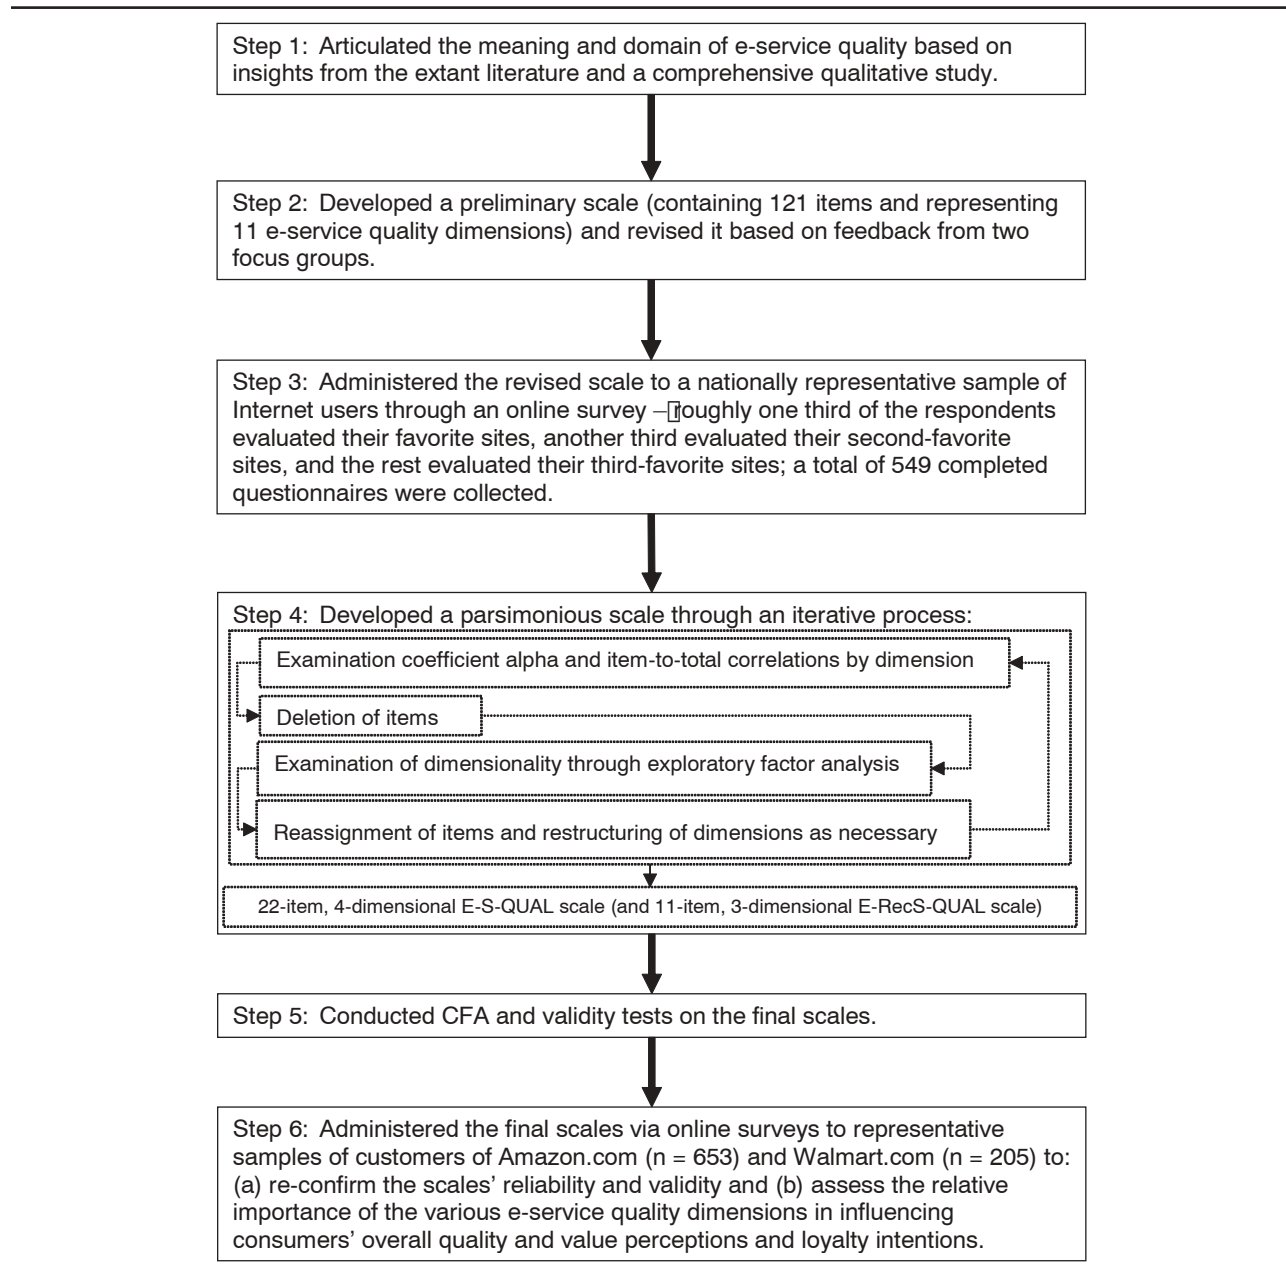 Step 1: Articulated the meaning and domain of e-service quality based on
insights from the extant literature and a comprehensive qualitative study.
Step 2: Developed a preliminary scale (containing 121 items and representing
11 e-service quality dimensions) and revised it based on feedback from two
focus groups.
Step 3: Administered the revised scale to a nationally representative sample of
Internet users through an online survey – roughly one third of the respondents
evaluated their favorite sites, another third evaluated their second-favorite
sites, and the rest evaluated their third-favorite sites; a total of 549 completed
questionnaires were collected.
Step 4: Developed a parsimonious scale through an iterative process:
Examination coefficient alpha and item-to-total correlations by dimension
Deletion of items
Examination of dimensionality through exploratory factor analysis
Reassignment of items and restructuring of dimensions as necessary
22-item, 4-dimensional E-S-QUAL scale (and 11-item, 3-dimensional E-RecS-QUAL scale)
Step 5: Conducted CFA and validity tests on the final scales.
Step 6: Administered the final scales via online surveys to representative
samples of customers of Amazon.com (n = 653) and Walmart.com (n = 205) to:
(a) re-confirm the scales’ reliability and validity and (b) assess the relative
importance of the various e-service quality dimensions in influencing
consumers’ overall quality and value perceptions and loyalty intentions.